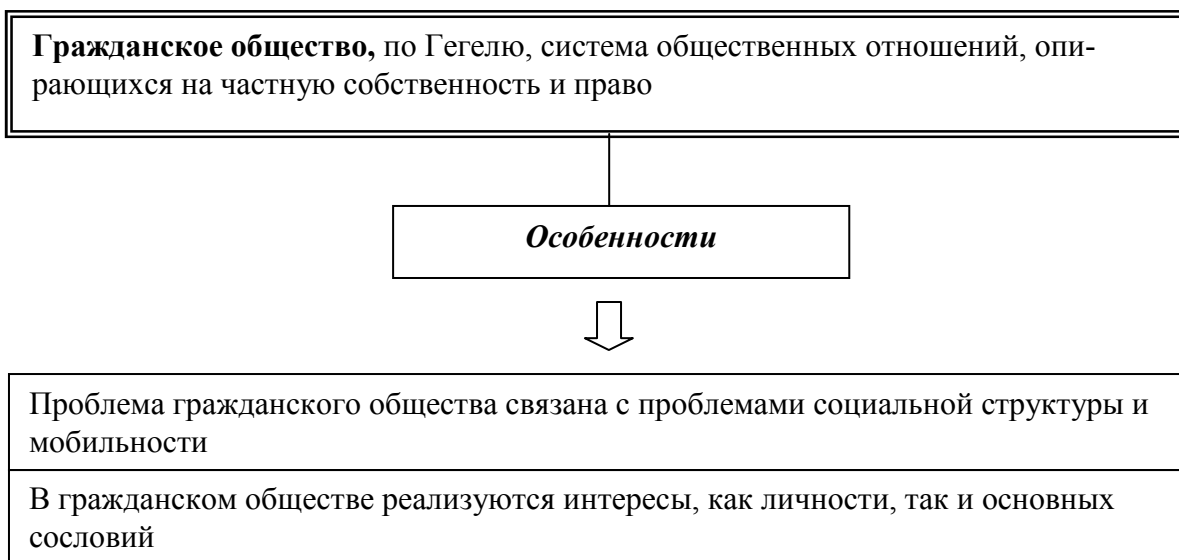 Гражданское общество, по Гегелю, система общественных отношений, опи-
рающихся на частную собственность и право
Особенности
Проблема гражданского общества связана с проблемами социальной структуры и
мобильности
В гражданском обществе реализуются интересы, как личности, так и основных
сословий